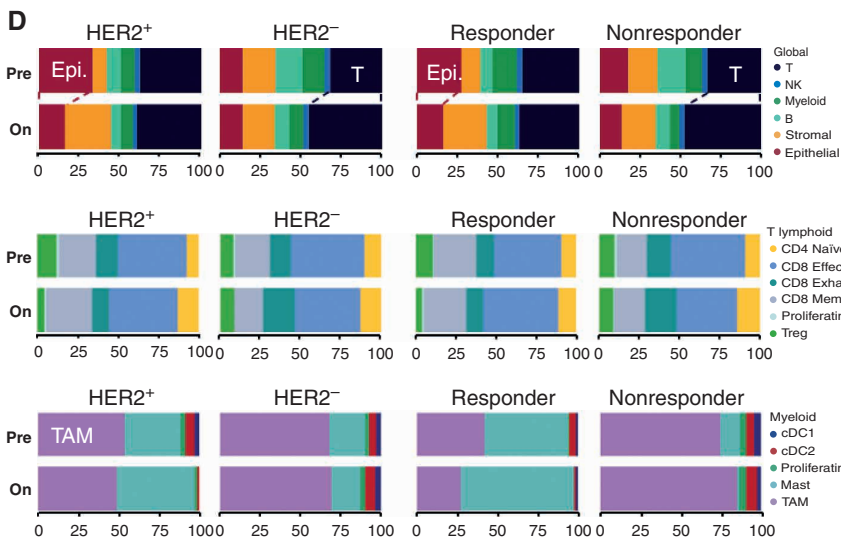 D
HER2⁺ HER2⁻ Responder Nonresponder
Global
Pre Epi. T Epi. T
T
NK
Myeloid
On
B
Stromal
Epithelial
0 25 50 75 100 0 25 50 75 100 0 25 50 75 100 0 25 50 75 100
HER2⁺ HER2⁻ Responder Nonresponder
T lymphoid
Pre
CD4 Naïv
CD8 Effec
CD8 Exha
On
CD8 Mem
Proliferatin
Treg
0 25 50 75 100 0 25 50 75 100 0 25 50 75 100 0 25 50 75 100
HER2⁺ HER2⁻ Responder Nonresponder
Myeloid
Pre TAM
cDC1
cDC2
Proliferatin
On
Mast
TAM
0 25 50 75 100 0 25 50 75 100 0 25 50 75 100 0 25 50 75 100